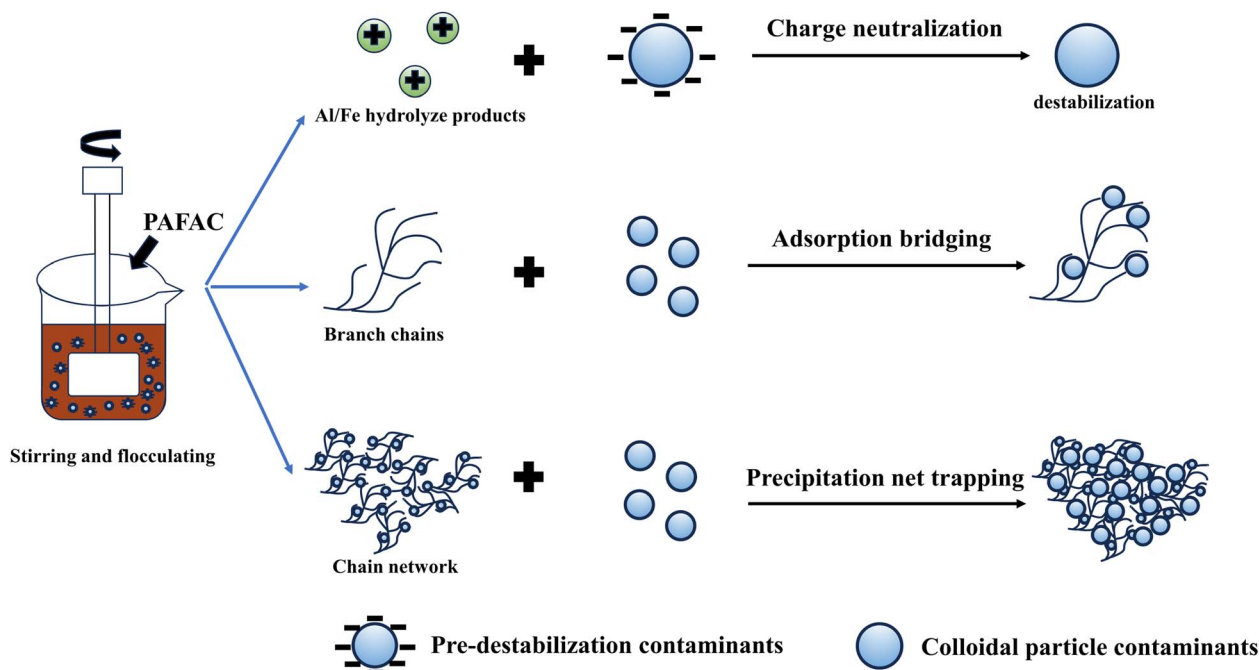 Charge neutralization
Al/Fe hydrolyze products
destabilization
PAFAC
Adsorption bridging
Branch chains
Stirring and flocculating
Precipitation net trapping
Chain network
Pre-destabilization contaminants
Colloidal particle contaminants